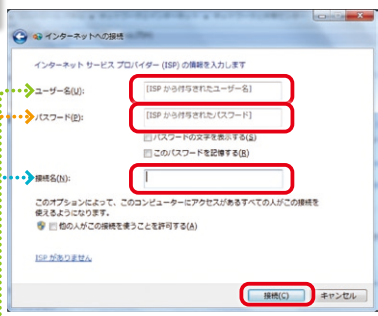 インターネットへの接続
インターネット サービス プロバイダー (ISP) の情報を入力します
ユーザー名(U):
[ISP から付与されたユーザー名]
パスワード(P):
[ISP から付与されたパスワード]
パスワードの文字を表示する(S)
このパスワードを記憶する(R)
接続名(N):
このオプションによって、このコンピューターにアクセスがあるすべての人がこの接続を
使えるようになります。
他の人がこの接続を使うことを許可する(A)
ISP がありません
接続(C)
キャンセル